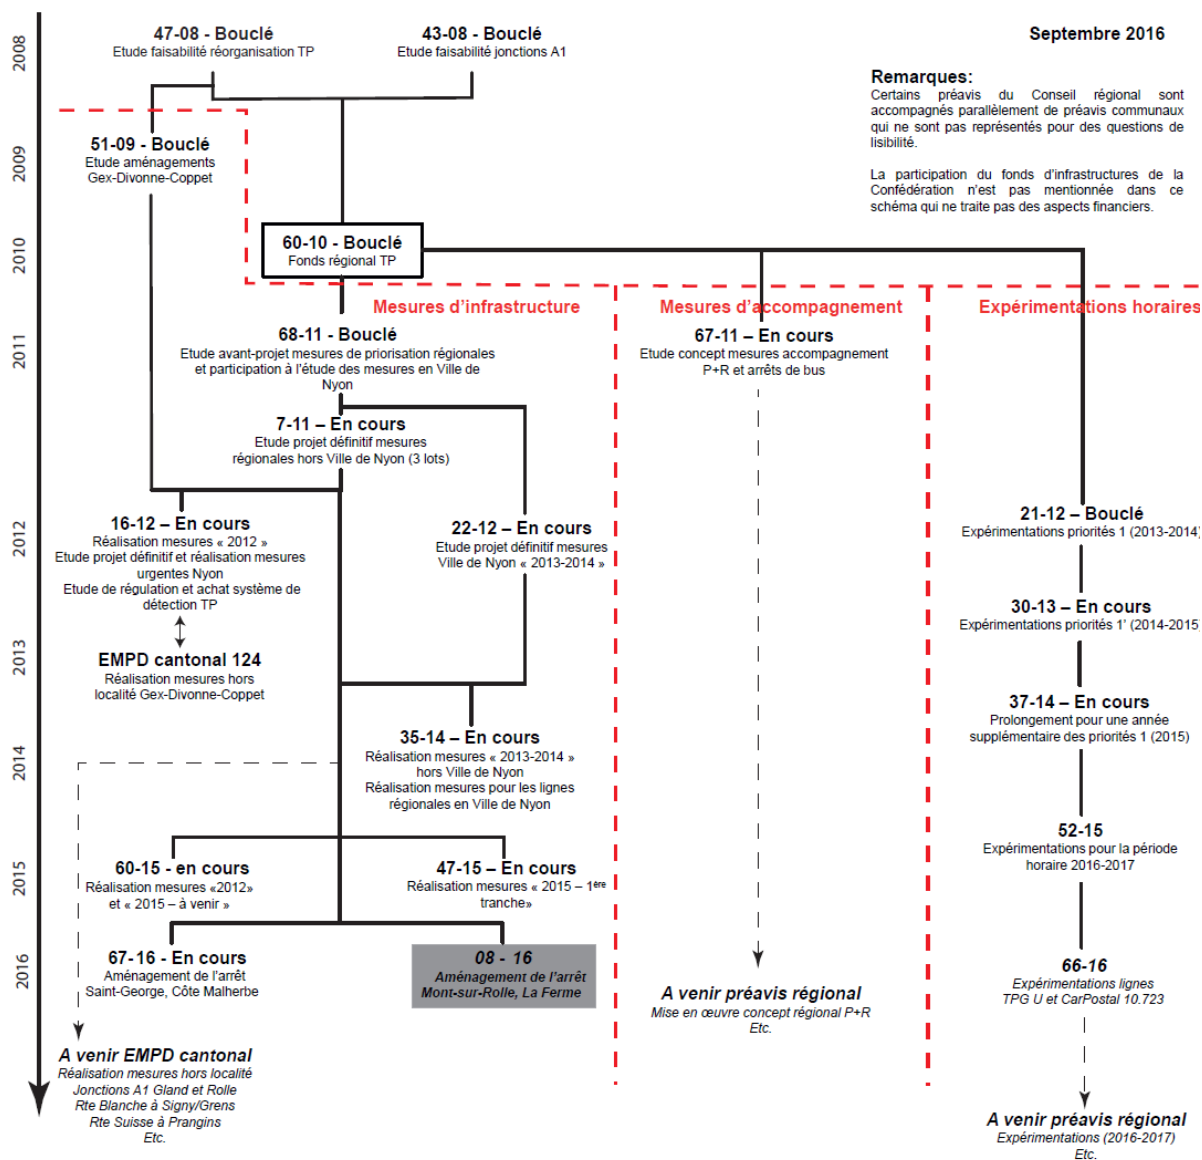 2008
47-08 - Bouclé
Etude faisabilité réorganisation TP
43-08 - Bouclé
Etude faisabilité jonctions A1
Septembre 2016
Remarques:
Certains préavis du Conseil régional sont
accompagnés parallèlement de préavis communaux
qui ne sont pas représentés pour des questions de
lisibilité.
La participation du fonds d'infrastructures de la
Confédération n'est pas mentionnée dans ce
schéma qui ne traite pas des aspects financiers.
2009
51-09 - Bouclé
Etude aménagements
Gex-Divonne-Coppet
2010
60-10 - Bouclé
Fonds régional TP
Mesures d'infrastructure
Mesures d'accompagnement
Expérimentations horaires
2011
68-11 - Bouclé
Etude avant-projet mesures de priorisation régionales
et participation à l'étude des mesures en Ville de
Nyon
67-11 – En cours
Etude concept mesures accompagnement
P+R et arrêts de bus
7-11 – En cours
Etude projet définitif mesures
régionales hors Ville de Nyon (3 lots)
2012
16-12 – En cours
Réalisation mesures « 2012 »
Etude projet définitif et réalisation mesures
urgentes Nyon
Etude de régulation et achat système de
détection TP
22-12 – En cours
Etude projet définitif mesures
Ville de Nyon « 2013-2014 »
21-12 – Bouclé
Expérimentations priorités 1 (2013-2014)
30-13 – En cours
Expérimentations priorités 1' (2014-2015)
2013
EMPD cantonal 124
Réalisation mesures hors
localité Gex-Divonne-Coppet
37-14 – En cours
Prolongement pour une année
supplémentaire des priorités 1 (2015)
2014
35-14 – En cours
Réalisation mesures « 2013-2014 »
hors Ville de Nyon
Réalisation mesures pour les lignes
régionales en Ville de Nyon
52-15
Expérimentations pour la période
horaire 2016-2017
2015
60-15 - en cours
Réalisation mesures «2012»
et « 2015 – à venir »
47-15 – En cours
Réalisation mesures « 2015 – 1ère
tranche»
2016
67-16 - En cours
Aménagement de l'arrêt
Saint-George, Côte Malherbe
08 - 16
Aménagement de l'arrêt
Mont-sur-Rolle, La Ferme
A venir préavis régional
Mise en œuvre concept régional P+R
Etc.
66-16
Expérimentations lignes
TPG U et CarPostal 10.723
A venir EMPD cantonal
Réalisation mesures hors localité
Jonctions A1 Gland et Rolle
Rte Blanche à Signy/Grens
Rte Suisse à Prangins
Etc.
A venir préavis régional
Expérimentations (2016-2017)
Etc.